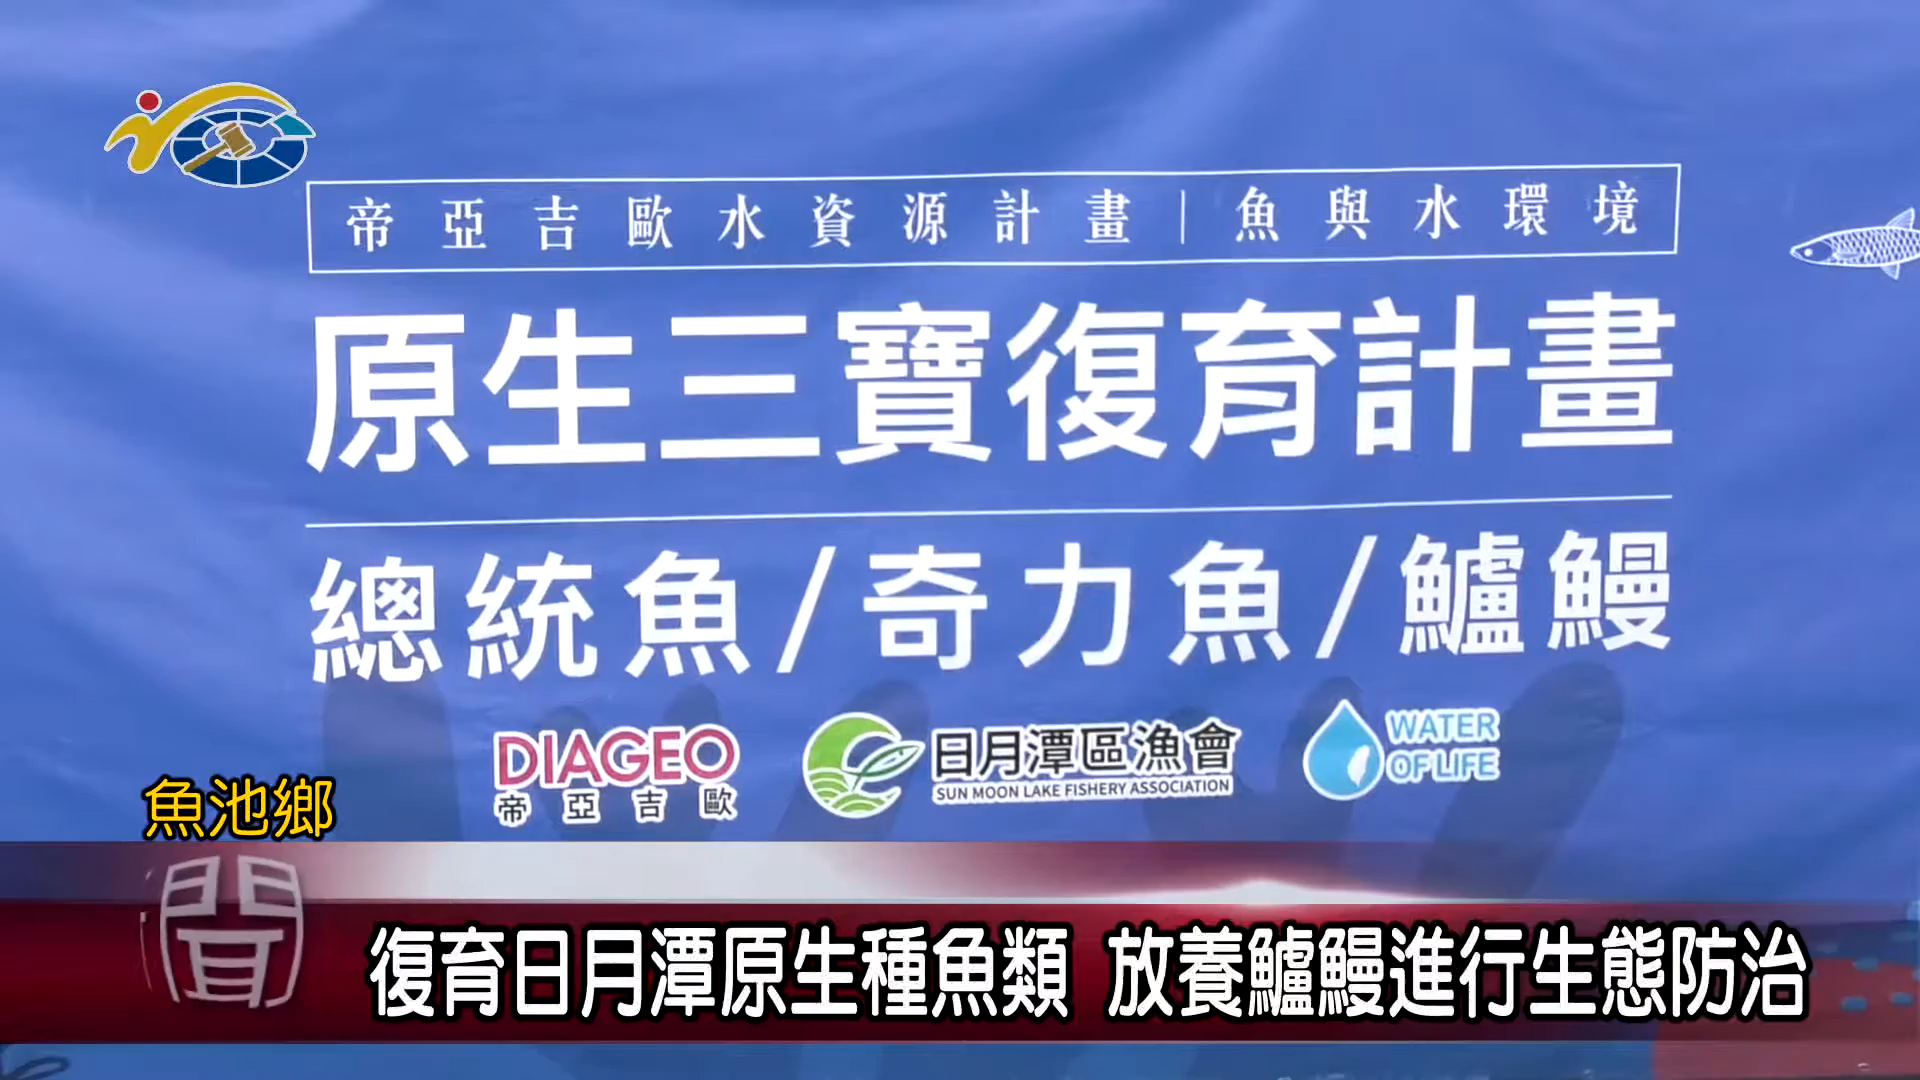 帝亞吉歐水資源計畫｜魚與水環境
原生三寶復育計畫
總統魚/奇力魚/鱸鰻
DIAGEO
帝亞吉歐
日月潭區漁會
SUN MOON LAKE FISHERY ASSOCIATION
WATER
OF LIFE
魚池鄉
聞
復育日月潭原生種魚類 放養鱸鰻進行生態防治